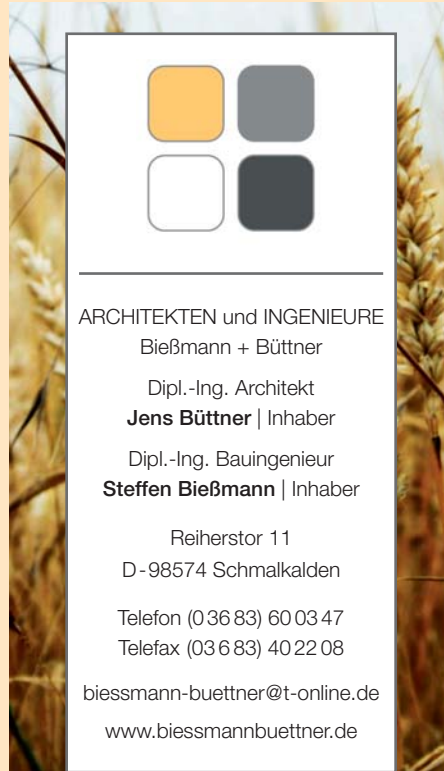 ARCHITEKTEN und INGENIEURE
Bießmann + Büttner
Dipl.-Ing. Architekt
Jens Büttner | Inhaber
Dipl.-Ing. Bauingenieur
Steffen Bießmann | Inhaber
Reiherstor 11
D-98574 Schmalkalden
Telefon (0 36 83) 60 03 47
Telefax (03 6 83) 40 22 08
biessmann-buettner@t-online.de
www.biessmannbuettner.de